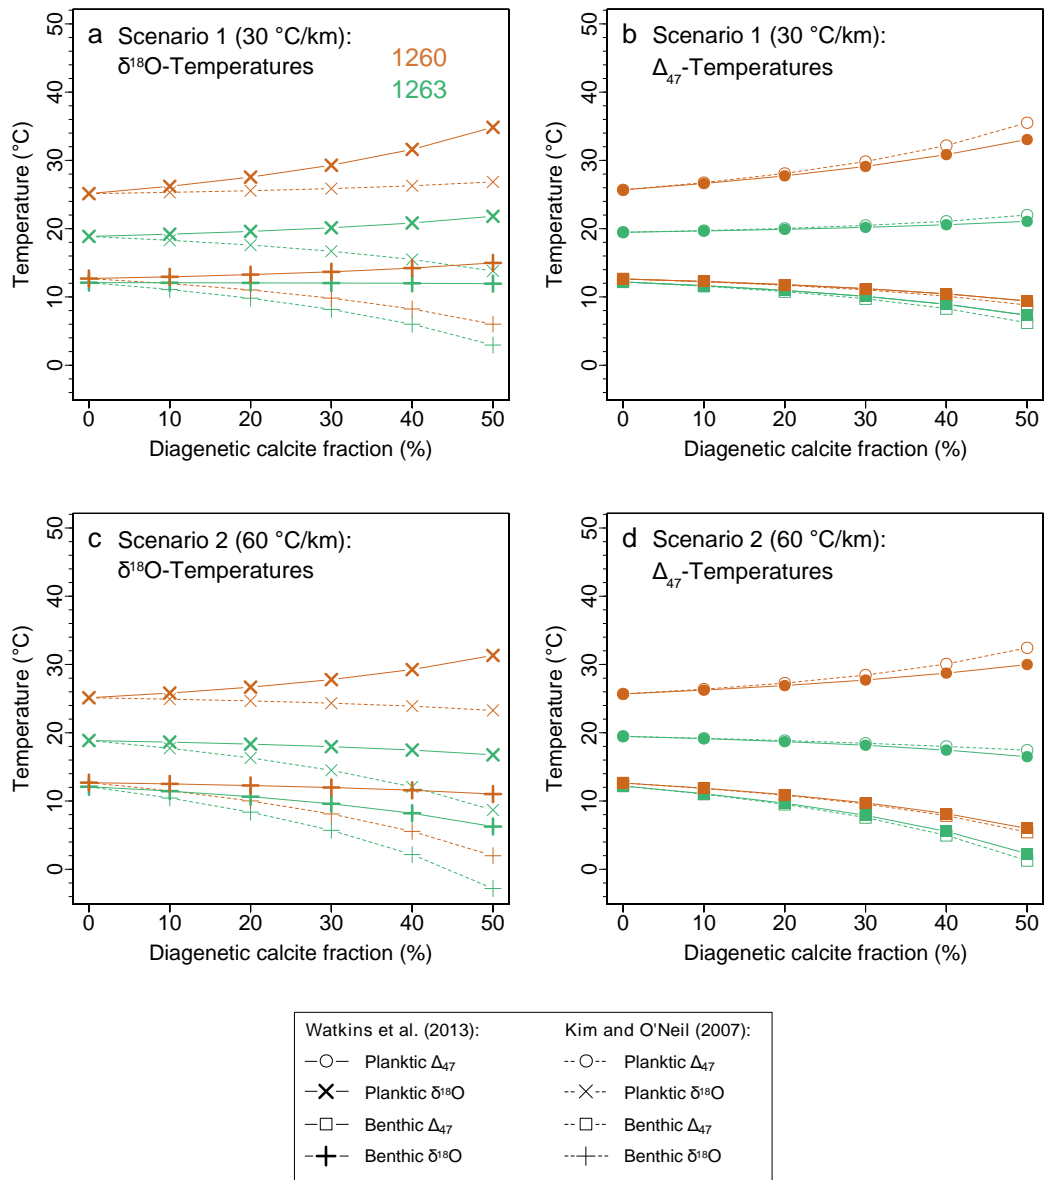 a Scenario 1 (30 °C/km):
δ¹⁸O-Temperatures
1260
1263
50
40
30
20
10
0
Temperature (°C)
0 10 20 30 40 50
Diagenetic calcite fraction (%)
b Scenario 1 (30 °C/km):
Δ₄₇-Temperatures
50
40
30
20
10
0
Temperature (°C)
0 10 20 30 40 50
Diagenetic calcite fraction (%)
c Scenario 2 (60 °C/km):
δ¹⁸O-Temperatures
50
40
30
20
10
0
Temperature (°C)
0 10 20 30 40 50
Diagenetic calcite fraction (%)
d Scenario 2 (60 °C/km):
Δ₄₇-Temperatures
50
40
30
20
10
0
Temperature (°C)
0 10 20 30 40 50
Diagenetic calcite fraction (%)
Watkins et al. (2013):
Planktic Δ₄₇
Planktic δ¹⁸O
Benthic Δ₄₇
Benthic δ¹⁸O
Kim and O'Neil (2007):
Planktic Δ₄₇
Planktic δ¹⁸O
Benthic Δ₄₇
Benthic δ¹⁸O